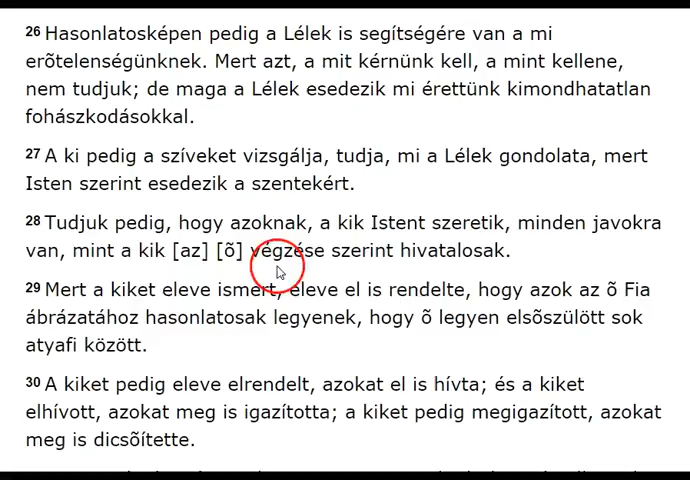 26 Hasonlatosképen pedig a Lélek is segítségére van a mi
erõtelenségünknek. Mert azt, a mit kérnünk kell, a mint kellene,
nem tudjuk; de maga a Lélek esedezik mi érettünk kimondhatatlan
fohászkodásokkal.
27 A ki pedig a szíveket vizsgálja, tudja, mi a Lélek gondolata, mert
Isten szerint esedezik a szentekért.
28 Tudjuk pedig, hogy azoknak, a kik Istent szeretik, minden javokra
van, mint a kik [az] [õ] végzése szerint hivatalosak.
29 Mert a kiket eleve ismert, eleve el is rendelte, hogy azok az õ Fia
ábrázatához hasonlatosak legyenek, hogy õ legyen elsõszülött sok
atyafi között.
30 A kiket pedig eleve elrendelt, azokat el is hívta; és a kiket
elhívott, azokat meg is igazította; a kiket pedig megigazított, azokat
meg is dicsõítette.